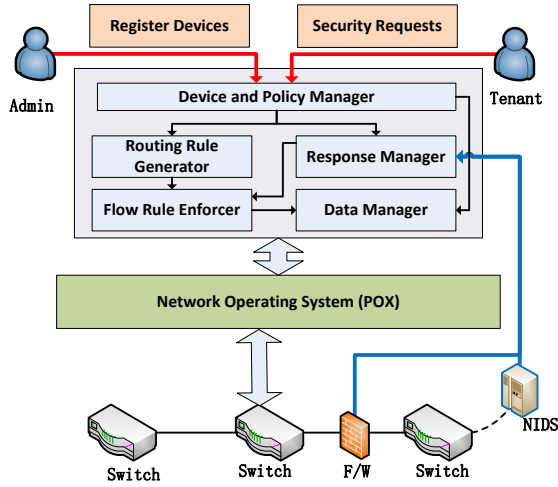 Register Devices
Security Requests
Admin
Tenant
Device and Policy Manager
Routing Rule
Generator
Response Manager
Flow Rule Enforcer
Data Manager
Network Operating System (POX)
NIDS
Switch
Switch
F/W
Switch